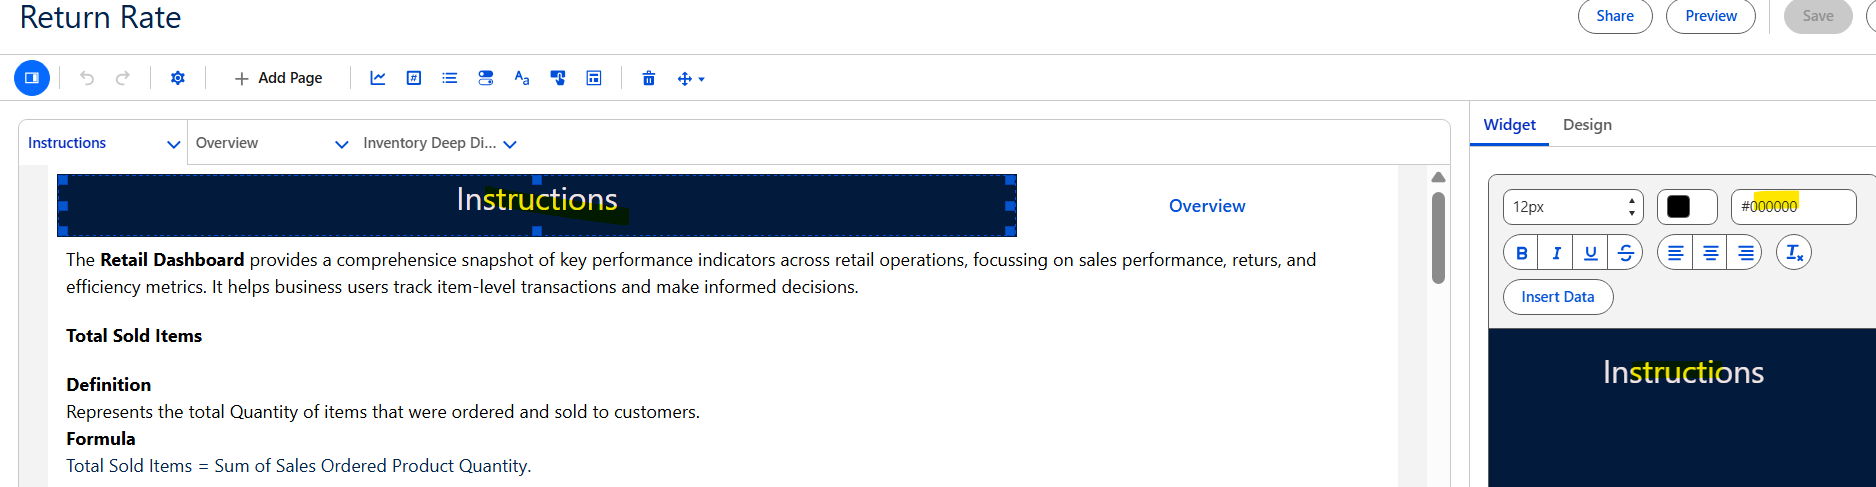 Return Rate
Share
Preview
Save
Add Page
Instructions
Overview
Inventory Deep Di...
Instructions
Overview
The Retail Dashboard provides a comprehensice snapshot of key performance indicators across retail operations, focussing on sales performance, returs, and
efficiency metrics. It helps business users track item-level transactions and make informed decisions.
Total Sold Items
Definition
Represents the total Quantity of items that were ordered and sold to customers.
Formula
Total Sold Items = Sum of Sales Ordered Product Quantity.
Widget
Design
12px
#000000
B I U S
Insert Data
Instructions